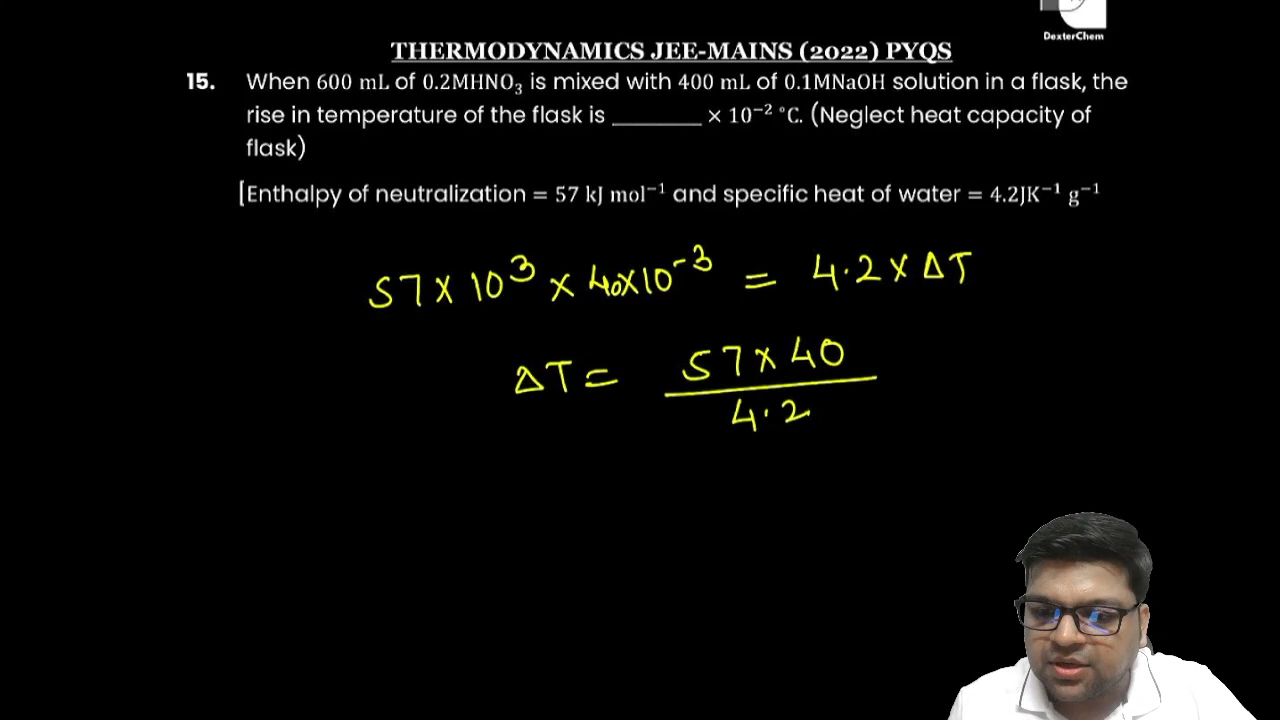 DexterChem
THERMODYNAMICS JEE-MAINS (2022) PYQS
15. When 600 mL of 0.2MHNO₃ is mixed with 400 mL of 0.1MNaOH solution in a flask, the
rise in temperature of the flask is ________ × 10⁻² °C. (Neglect heat capacity of
flask)
[Enthalpy of neutralization = 57 kJ mol⁻¹ and specific heat of water = 4.2JK⁻¹ g⁻¹
57 × 10³ × 40×10⁻³ = 4.2 × ΔT
ΔT = 57 × 40
4.2